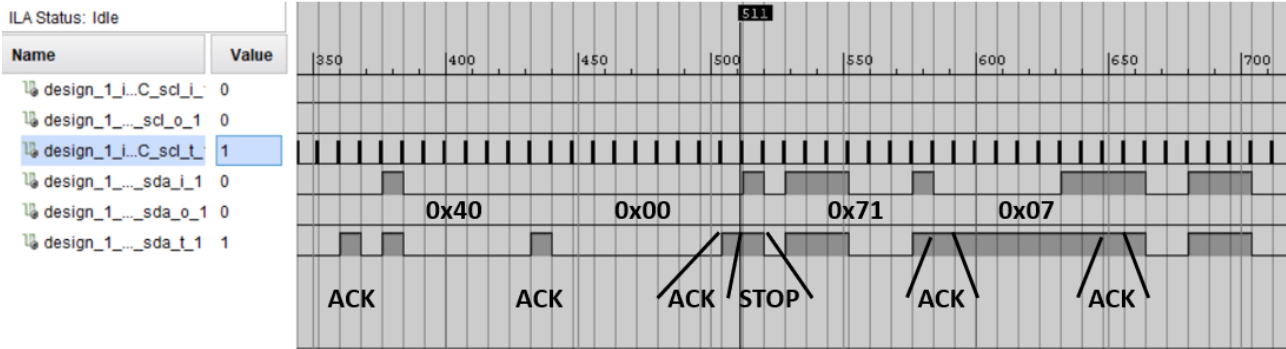 ILA Status: Idle
511
Name Value
350 400 450 500 550 600 650 700
design_1_i...C_scl_i_ 0
design_1_..._scl_o_1 0
design_1_i...C_scl_t_ 1
design_1_..._sda_i_1 0
design_1_..._sda_o_1 0
0x40 0x00 0x71 0x07
design_1_..._sda_t_1 1
ACK ACK ACK STOP ACK ACK